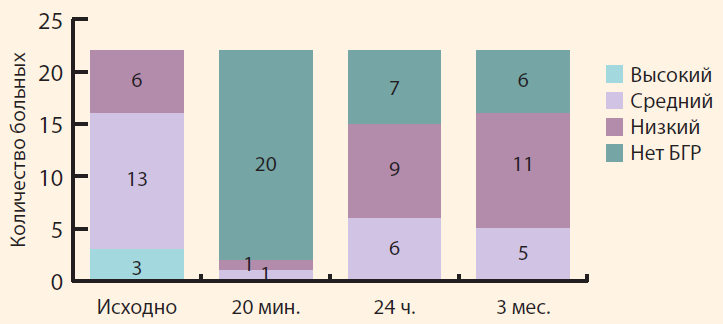 Количество больных
25
20
15
10
5
0
6
13
3
20
1
1
7
9
6
6
11
5
Исходно
20 мин.
24 ч.
3 мес.
Высокий
Средний
Низкий
Нет БГР